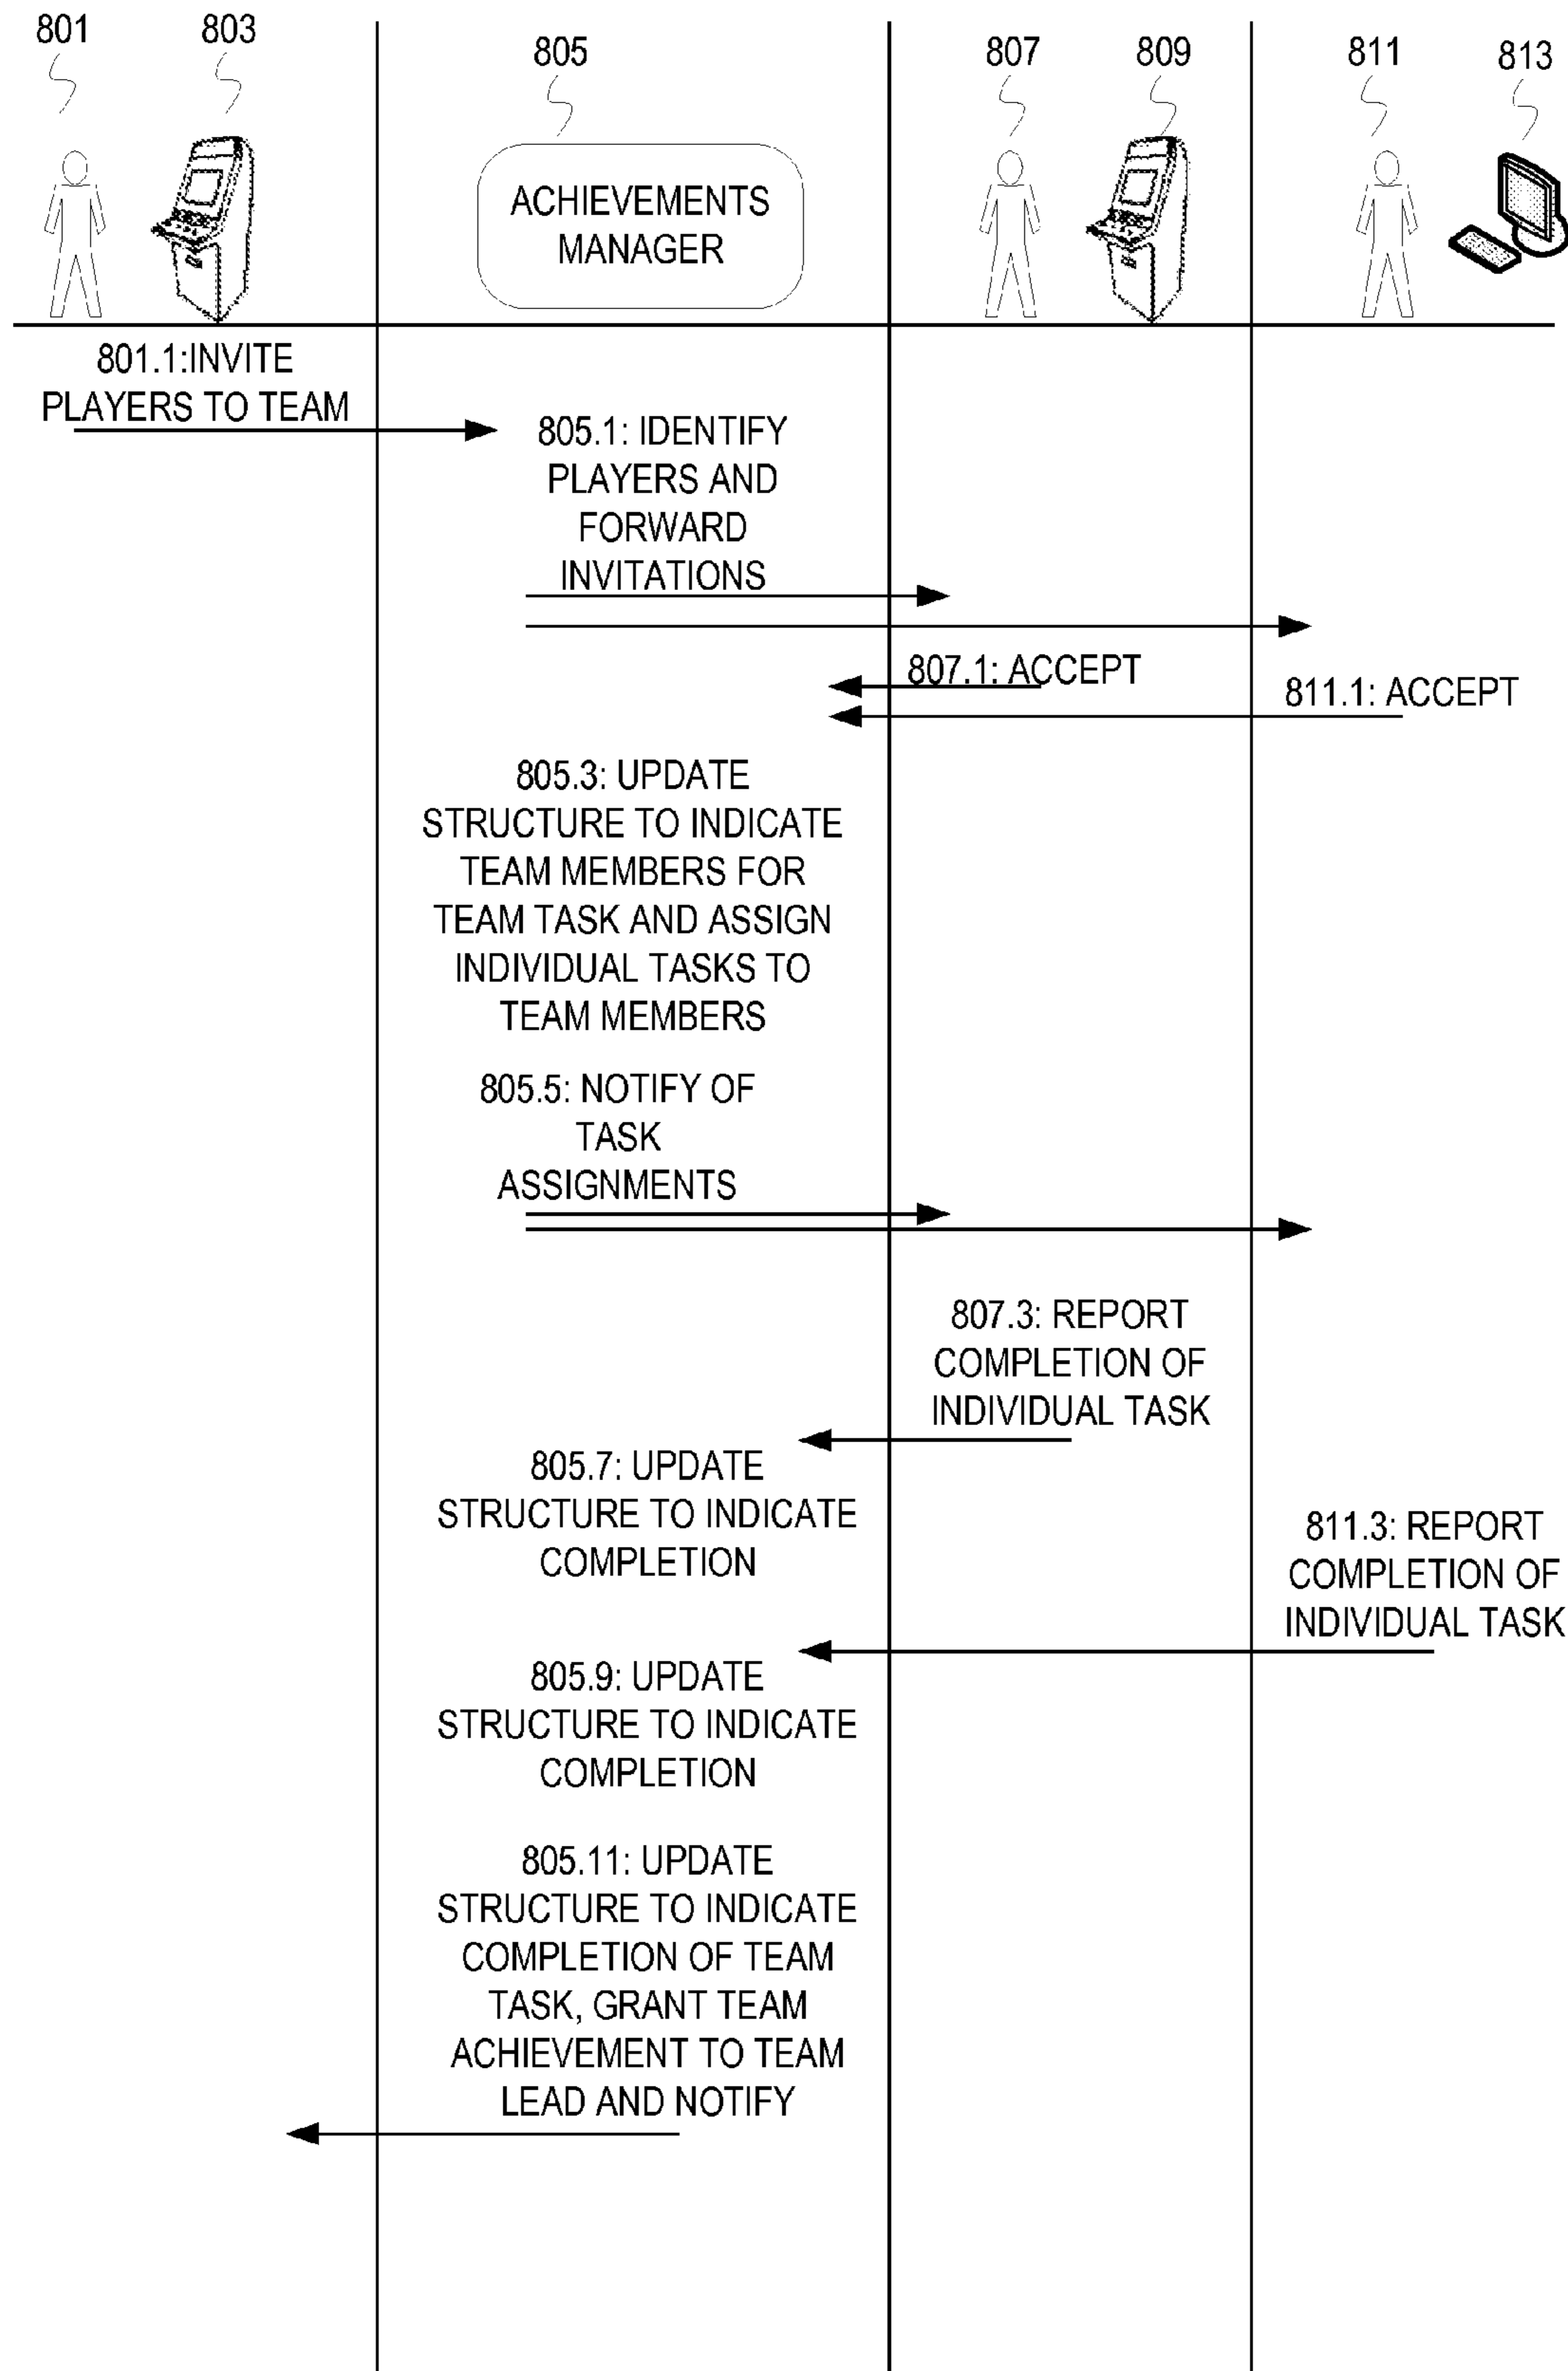 801
803
805
807
809
811
813
ACHIEVEMENTS
MANAGER
801.1:INVITE
PLAYERS TO TEAM
805.1: IDENTIFY
PLAYERS AND
FORWARD
INVITATIONS
807.1: ACCEPT
811.1: ACCEPT
805.3: UPDATE
STRUCTURE TO INDICATE
TEAM MEMBERS FOR
TEAM TASK AND ASSIGN
INDIVIDUAL TASKS TO
TEAM MEMBERS
805.5: NOTIFY OF
TASK
ASSIGNMENTS
807.3: REPORT
COMPLETION OF
INDIVIDUAL TASK
805.7: UPDATE
STRUCTURE TO INDICATE
COMPLETION
811.3: REPORT
COMPLETION OF
INDIVIDUAL TASK
805.9: UPDATE
STRUCTURE TO INDICATE
COMPLETION
805.11: UPDATE
STRUCTURE TO INDICATE
COMPLETION OF TEAM
TASK, GRANT TEAM
ACHIEVEMENT TO TEAM
LEAD AND NOTIFY